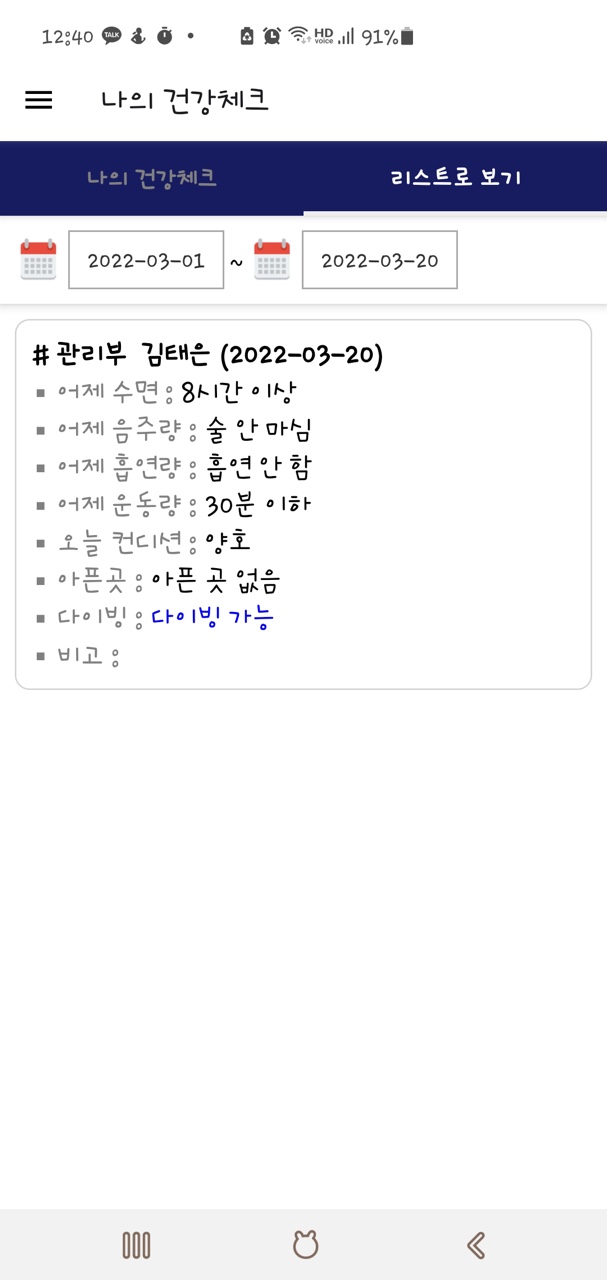 12:40 TALK HD voice 91%
나의 건강체크
나의 건강체크 리스트로 보기
2022-03-01 ~ 2022-03-20
# 관리부 김태은 (2022-03-20)
▪ 어제 수면 : 8시간 이상
▪ 어제 음주량 : 술 안 마심
▪ 어제 흡연량 : 흡연 안 함
▪ 어제 운동량 : 30분 이하
▪ 오늘 컨디션 : 양호
▪ 아픈곳 : 아픈 곳 없음
▪ 다이빙 : 다이빙 가능
▪ 비고 :